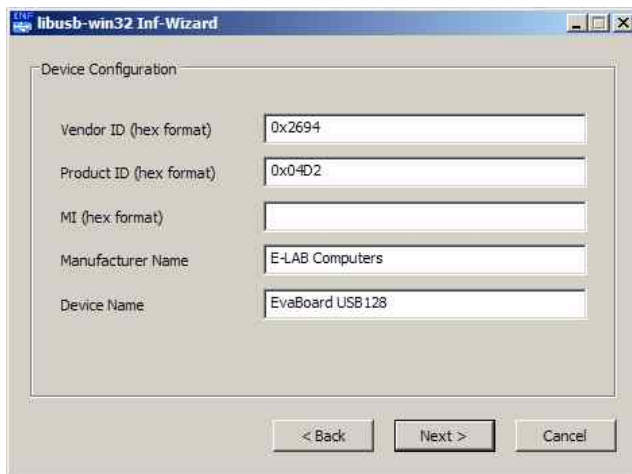 libusb-win32 Inf-Wizard
Device Configuration
Vendor ID (hex format) 0x2694
Product ID (hex format) 0x04D2
MI (hex format)
Manufacturer Name E-LAB Computers
Device Name EvaBoard USB128
< Back Next > Cancel